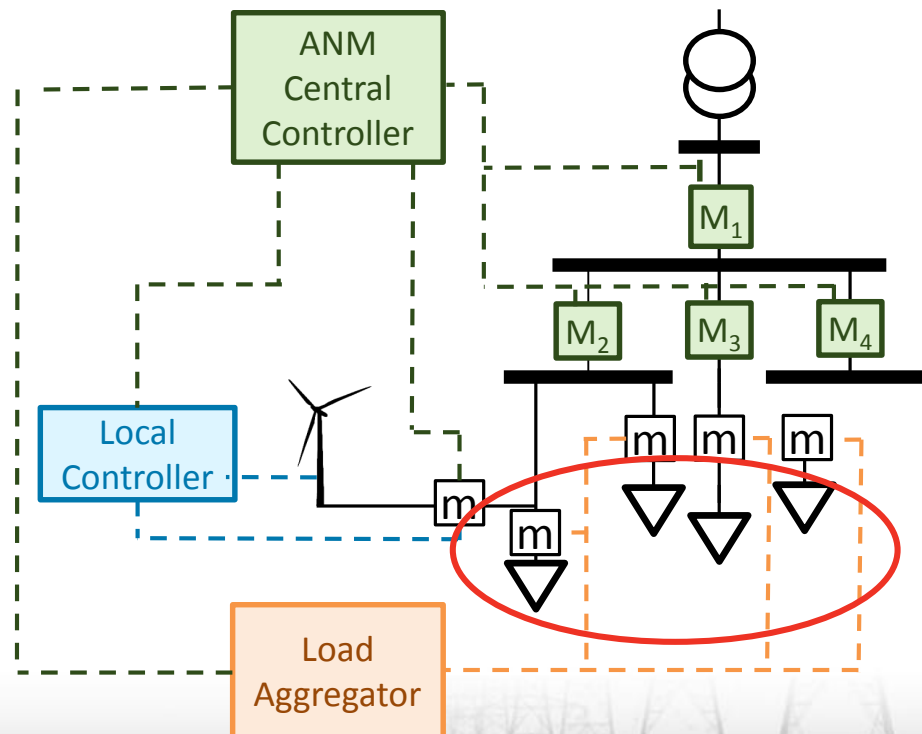 ANM
Central
Controller
M₁
M₂
M₃
M₄
m
m
m
Local
Controller
m
m
Load
Aggregator